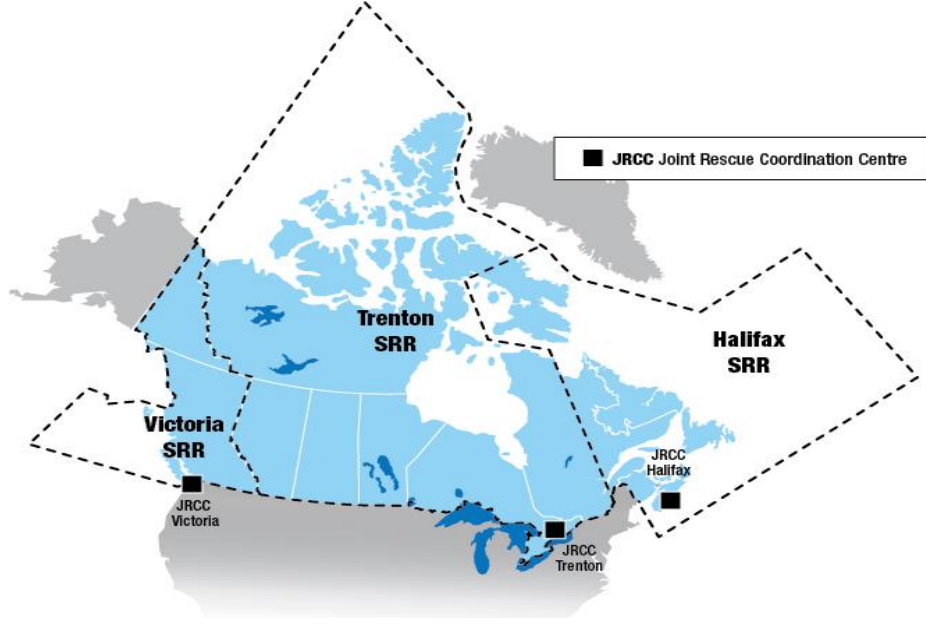 JRCC Joint Rescue Coordination Centre
Trenton
SRR
Halifax
SRR
Victoria
SRR
JRCC
Halifax
JRCC
Victoria
JRCC
Trenton